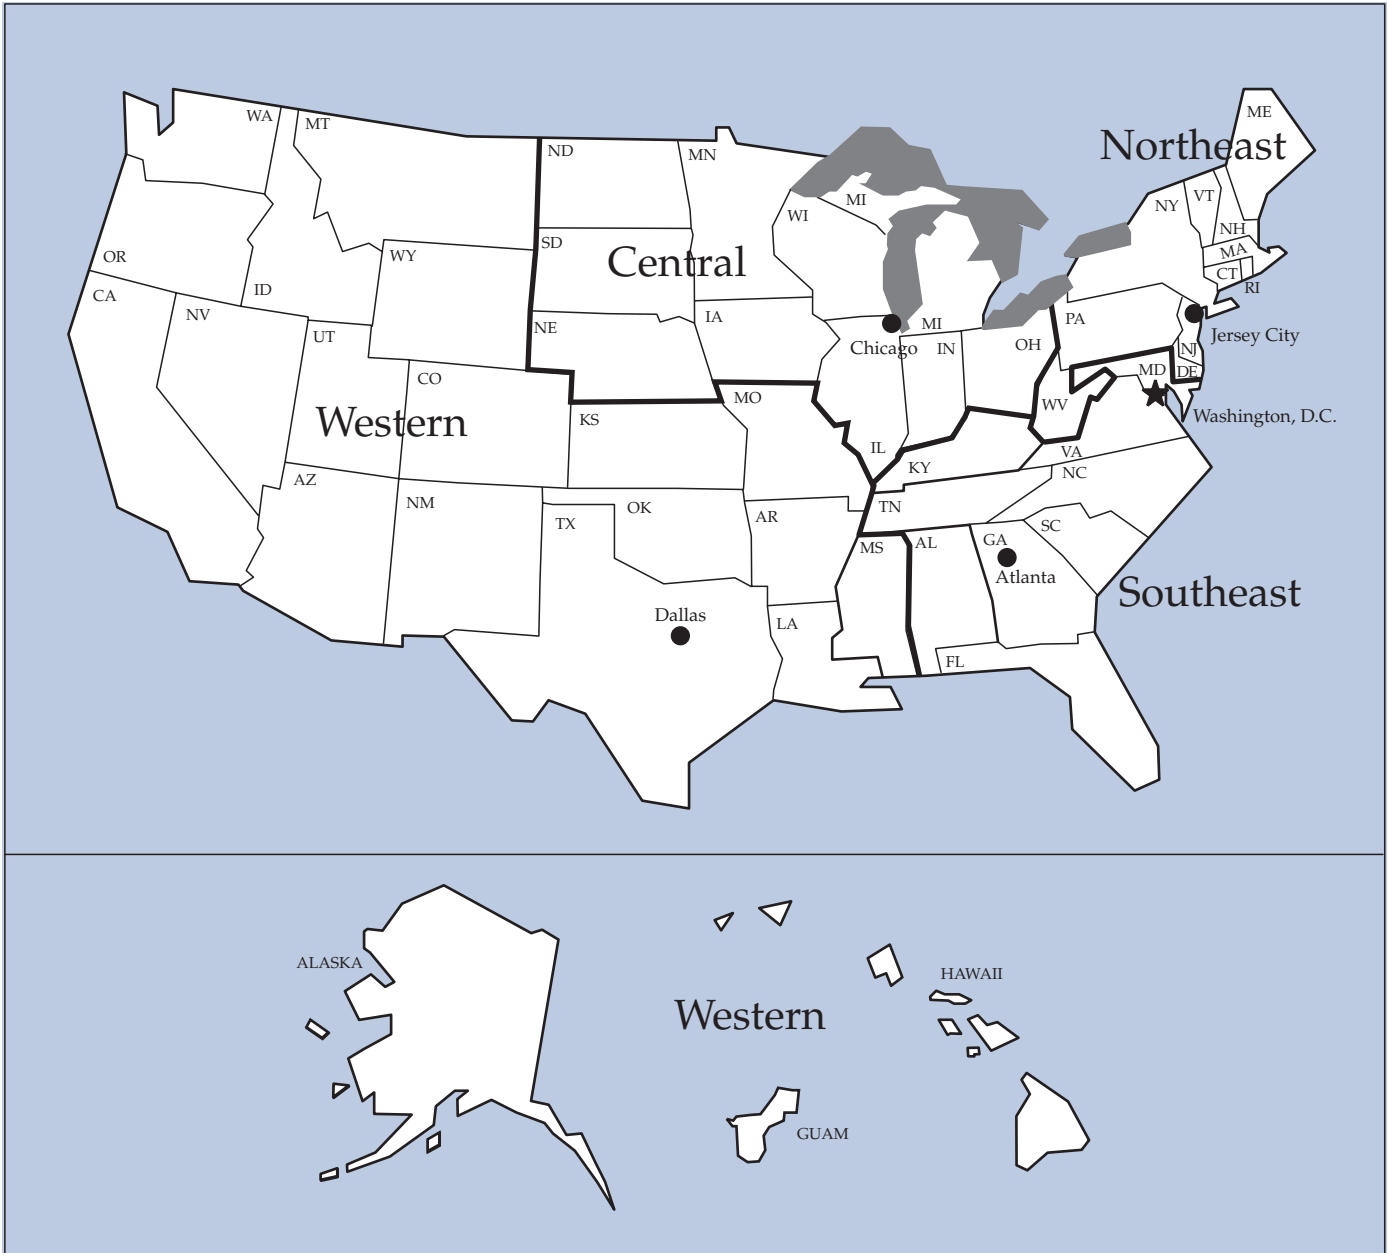 ME
WA
MT
Northeast
ND
MN
VT
MI
NY
WI
NH
SD
MA
OR
WY
Central
CT
ID
RI
CA
NV
IA
MI
PA
NE
UT
Chicago
IN
OH
Jersey City
NJ
CO
MD
DE
MO
WV
Western
KS
Washington, D.C.
IL
VA
KY
NC
AZ
NM
OK
TN
TX
AR
SC
MS
AL
GA
Atlanta
Southeast
Dallas
LA
FL
ALASKA
HAWAII
Western
GUAM